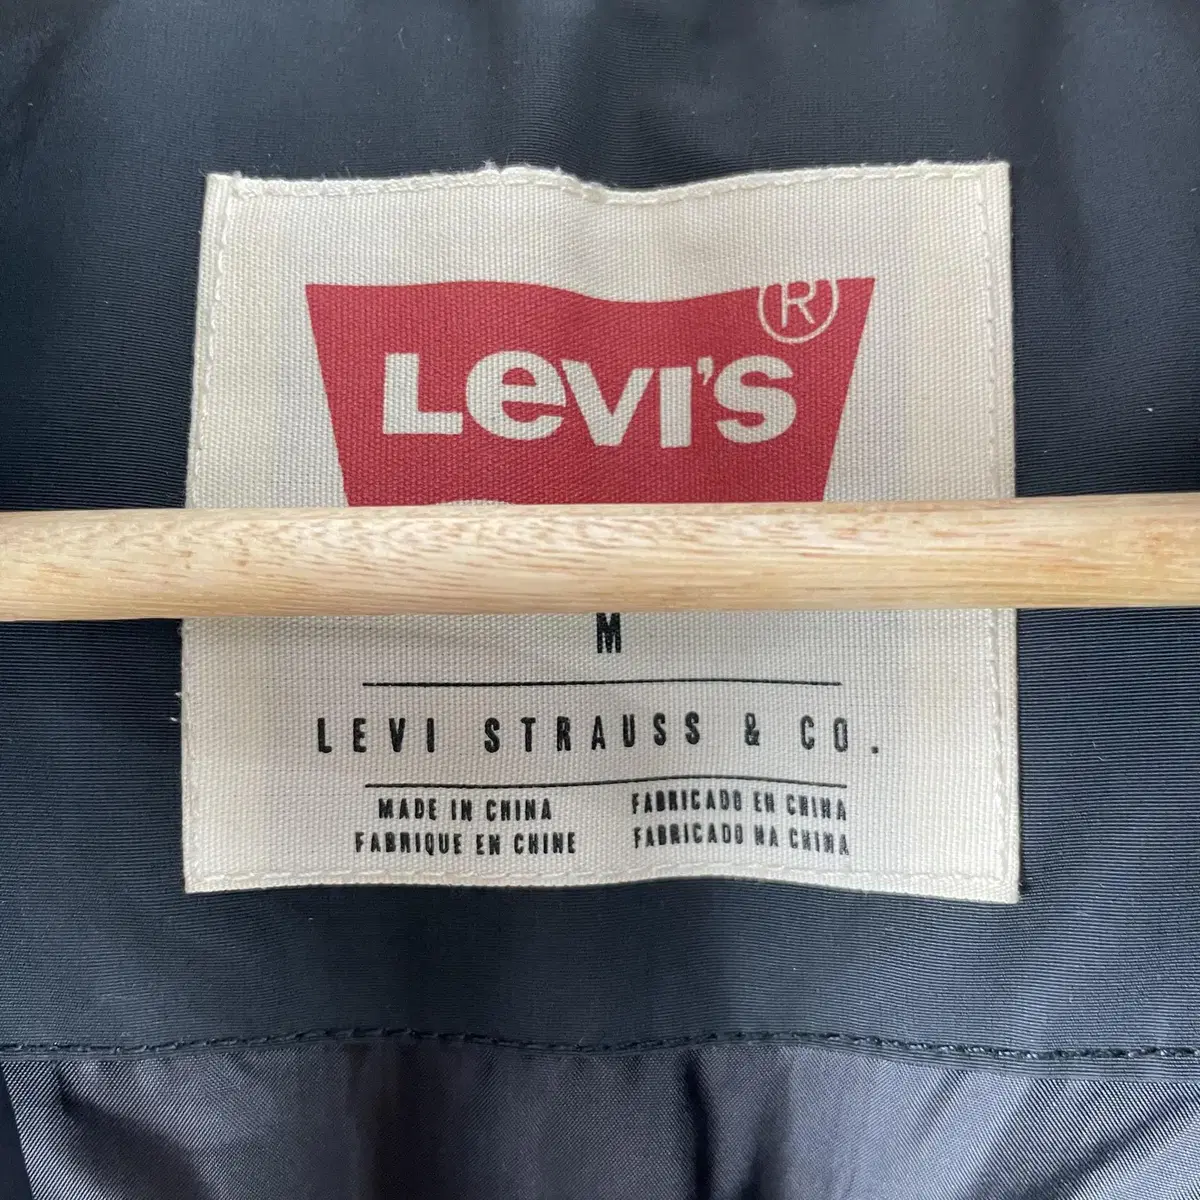 LEVI'S
®
M
LEVI STRAUSS & CO.
MADE IN CHINA
FABRIQUE EN CHINE
FABRICADO EN CHINA
FABRICADO NA CHINA